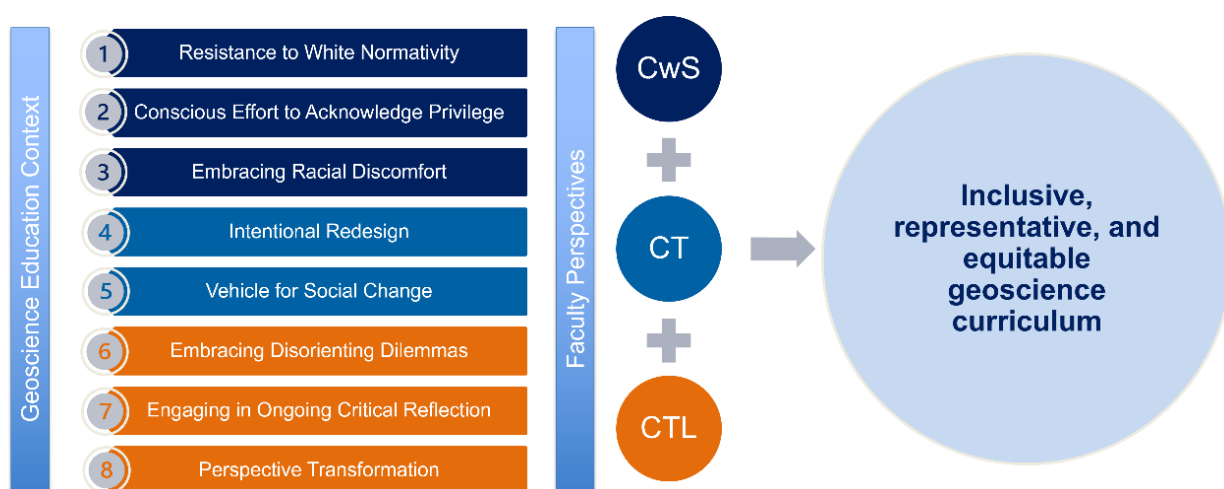 Geoscience Education Context
1 Resistance to White Normativity
2 Conscious Effort to Acknowledge Privilege
3 Embracing Racial Discomfort
4 Intentional Redesign
5 Vehicle for Social Change
6 Embracing Disorienting Dilemmas
7 Engaging in Ongoing Critical Reflection
8 Perspective Transformation
Faculty Perspectives
CwS
CT
CTL
Inclusive,
representative, and
equitable
geoscience
curriculum